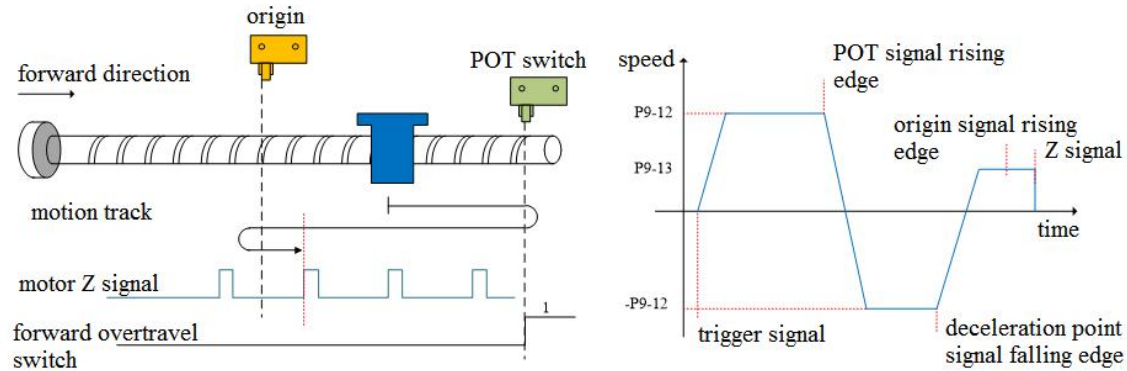 origin
POT switch
forward direction
motion track
motor Z signal
1
forward overtravel
switch
speed
POT signal rising
edge
P9-12
origin signal rising
edge
Z signal
P9-13
time
-P9-12
trigger signal
deceleration point
signal falling edge